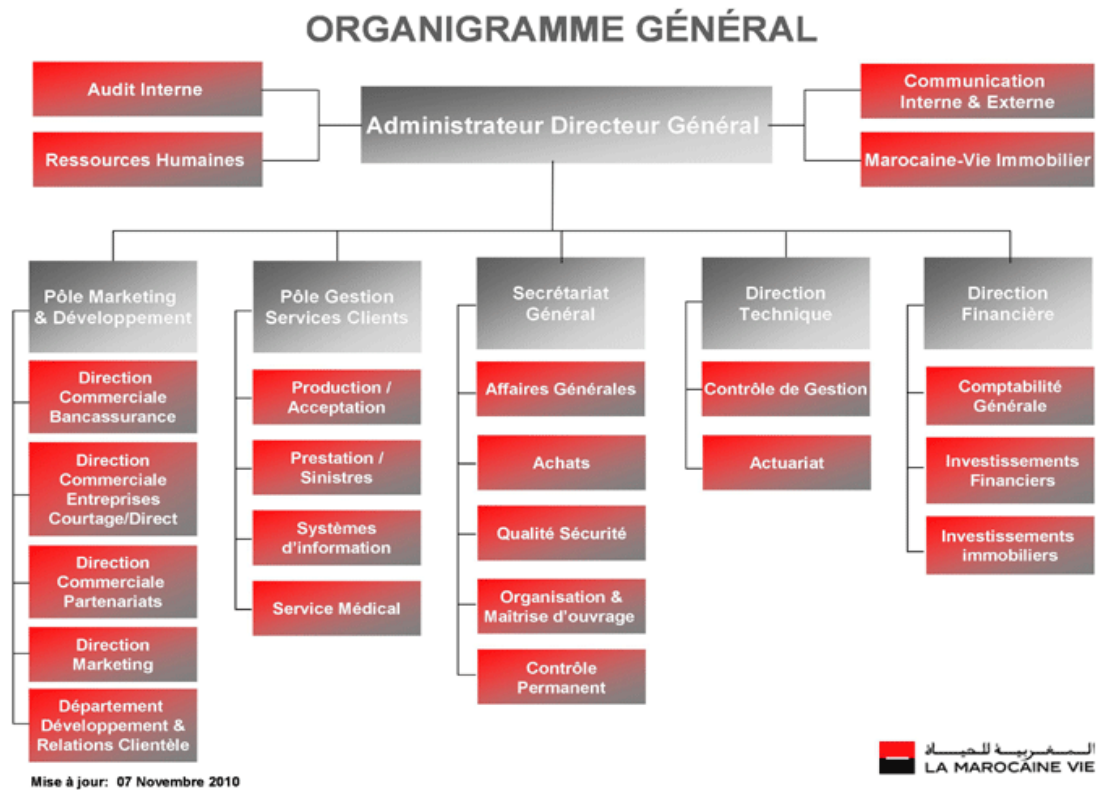 ORGANIGRAMME GÉNÉRAL
Audit Interne
Ressources Humaines
Administrateur Directeur Général
Communication
Interne & Externe
Marocaine-Vie Immobilier
Pôle Marketing
& Développement
Direction
Commerciale
Bancassurance
Direction
Commerciale
Entreprises
Courtage/Direct
Direction
Commerciale
Partenariats
Direction
Marketing
Département
Développement &
Relations Clientèle
Pôle Gestion
Services Clients
Production /
Acceptation
Prestation /
Sinistres
Systèmes
d'information
Service Médical
Secrétariat
Général
Affaires Générales
Achats
Qualité Sécurité
Organisation &
Maîtrise d'ouvrage
Contrôle
Permanent
Direction
Technique
Contrôle de Gestion
Actuariat
Direction
Financière
Comptabilité
Générale
Investissements
Financiers
Investissements
immobiliers
Mise à jour: 07 Novembre 2010
المـغـربيـة للحيـاة
LA MAROCAINE VIE